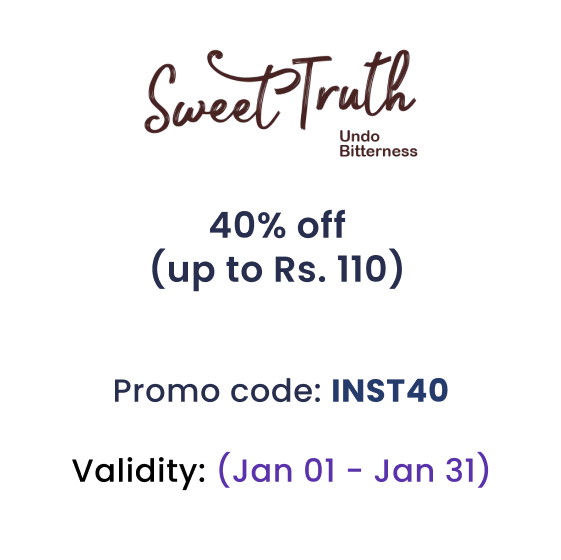 Sweet Truth
Undo
Bitterness
40% off
(up to Rs. 110)
Promo code: INST40
Validity: (Jan 01 - Jan 31)